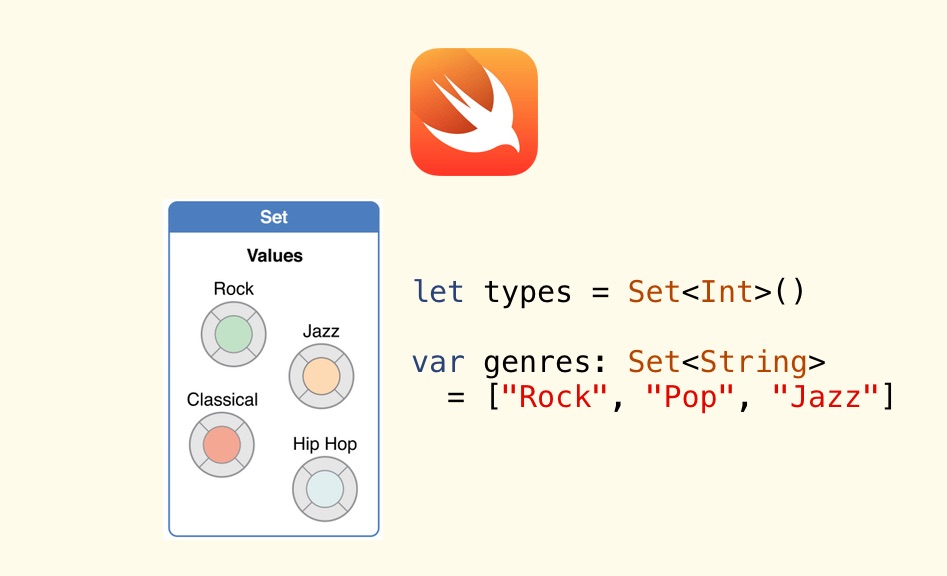 Set
Values
Rock
Jazz
Classical
Hip Hop
let types = Set<Int>()
var genres: Set<String>
= ["Rock", "Pop", "Jazz"]